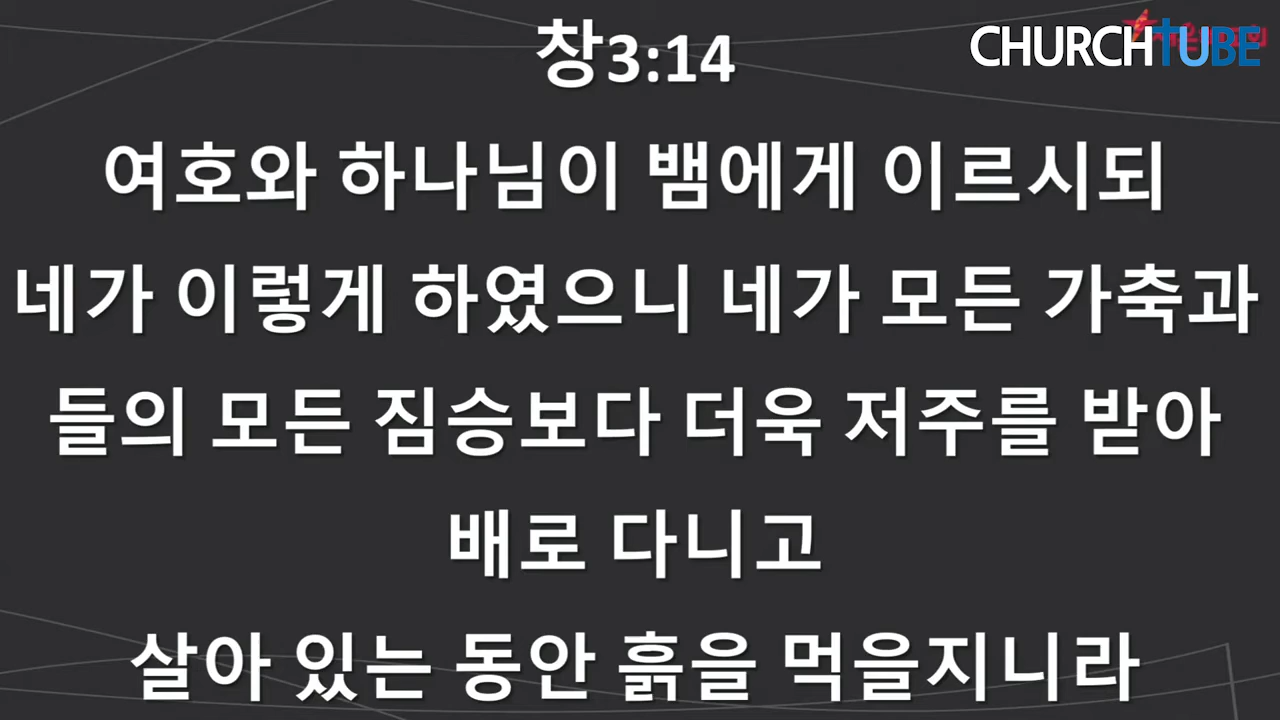 창3:14
CHURCHTUBE
여호와 하나님이 뱀에게 이르시되
네가 이렇게 하였으니 네가 모든 가축과
들의 모든 짐승보다 더욱 저주를 받아
배로 다니고
살아 있는 동안 흙을 먹을지니라